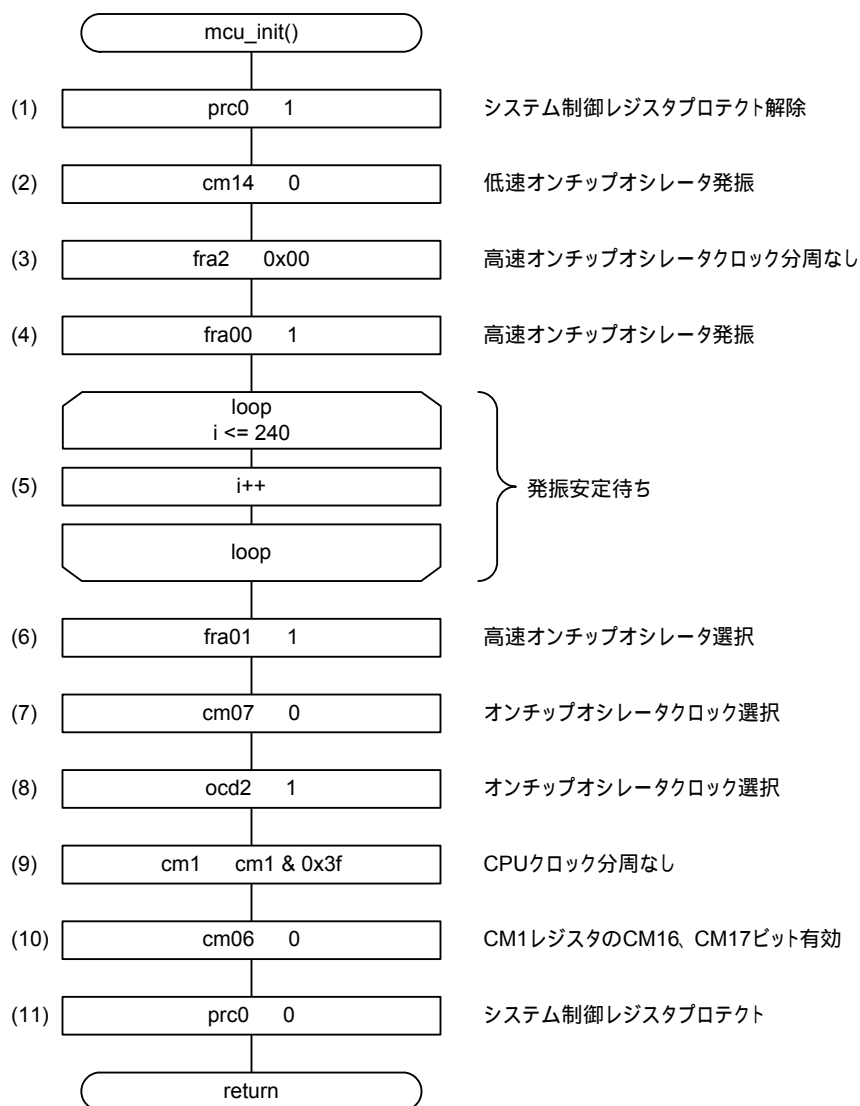 mcu_init()
(1) prc0 1 システム制御レジスタプロテクト解除
(2) cm14 0 低速オンチップオシレータ発振
(3) fra2 0x00 高速オンチップオシレータクロック分周なし
(4) fra00 1 高速オンチップオシレータ発振
loop
i <= 240
(5) i++ 発振安定待ち
loop
(6) fra01 1 高速オンチップオシレータ選択
(7) cm07 0 オンチップオシレータクロック選択
(8) ocd2 1 オンチップオシレータクロック選択
(9) cm1 cm1 & 0x3f CPUクロック分周なし
(10) cm06 0 CM1レジスタのCM16、CM17ビット有効
(11) prc0 0 システム制御レジスタプロテクト
return